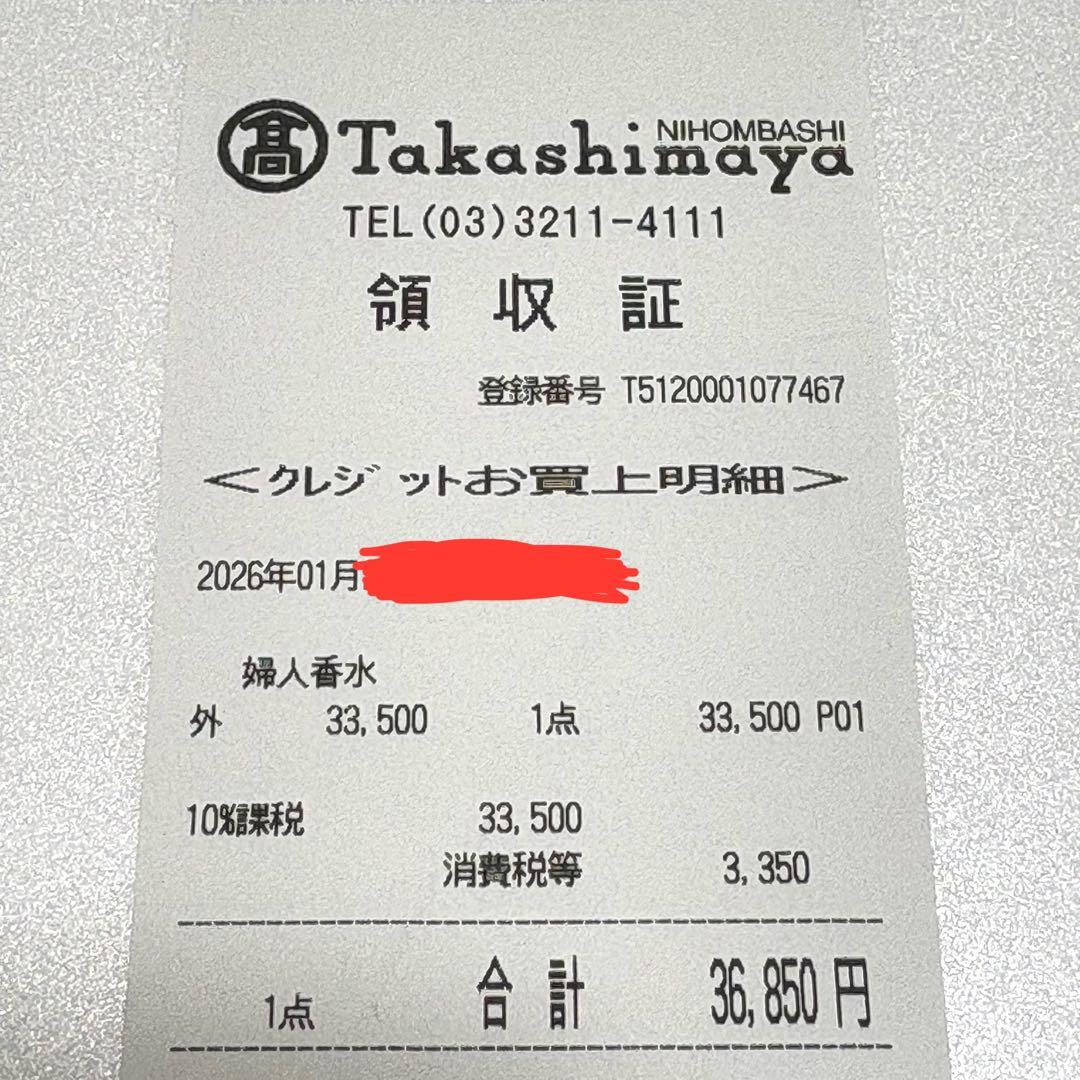 髙 Takashimaya NIHOMBASHI
TEL(03)3211-4111
領収証
登録番号 T5120001077467
<クレジットお買上明細>
2026年01月
婦人香水
外 33,500 1点 33,500 P01
10%課税 33,500
消費税等 3,350
1点 合計 36,850円